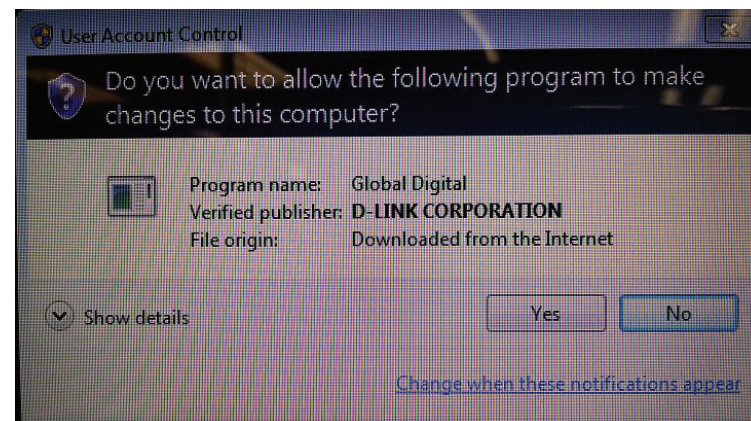 User Account Control
Do you want to allow the following program to make
changes to this computer?
Program name: Global Digital
Verified publisher: D-LINK CORPORATION
File origin: Downloaded from the Internet
Show details
Yes
No
Change when these notifications appear